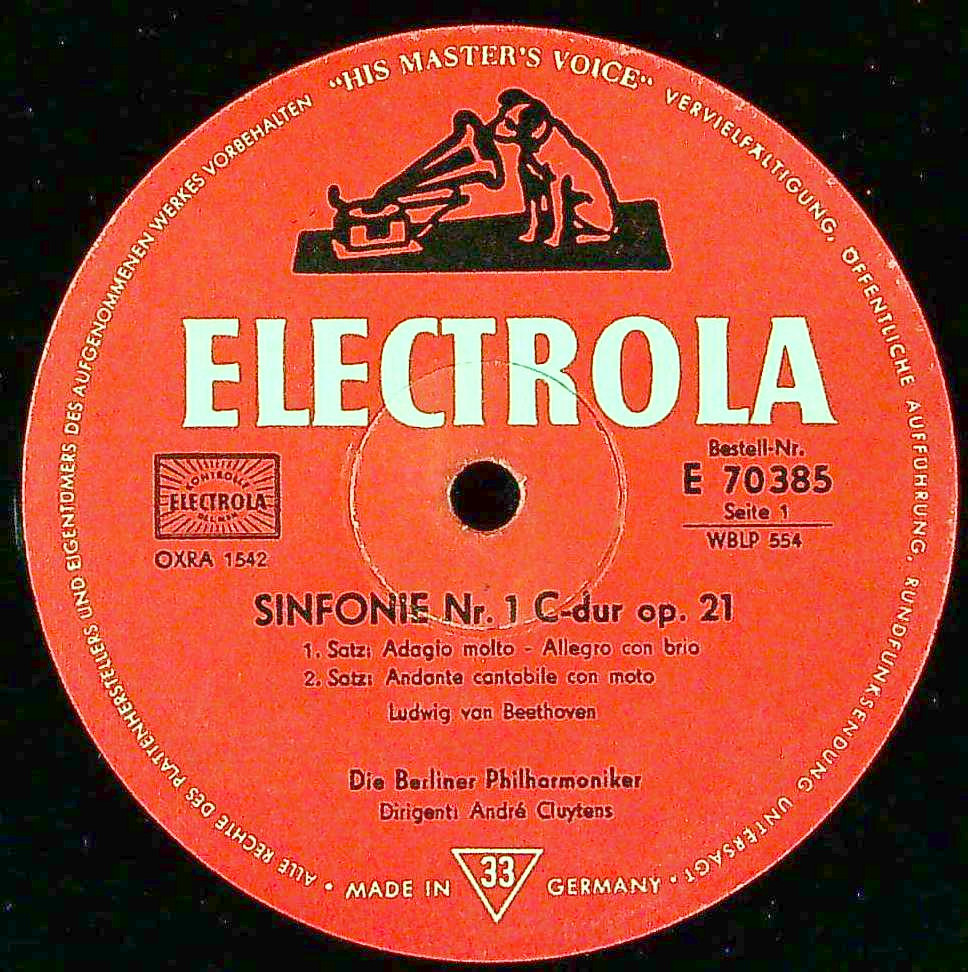 "HIS MASTER'S VOICE"
VERVIELFÄLTIGUNG, ÖFFENTLICHE AUFFÜHRUNG, RUNDFUNKSENDUNG UNTERSAGT •
ALLE RECHTE DES PLATTENHERSTELLERS UND EIGENTÜMERS DES AUFGENOMMENEN WERKES VORBEHALTEN
ELECTROLA
KONTROLLE
ELECTROLA
Bestell-Nr.
E 70385
Seite 1
WBLP 554
OXRA 1542
SINFONIE Nr. 1 C-dur op. 21
1. Satz: Adagio molto - Allegro con brio
2. Satz: Andante cantabile con moto
Ludwig van Beethoven
Die Berliner Philharmoniker
Dirigent: André Cluytens
• MADE IN 33 GERMANY